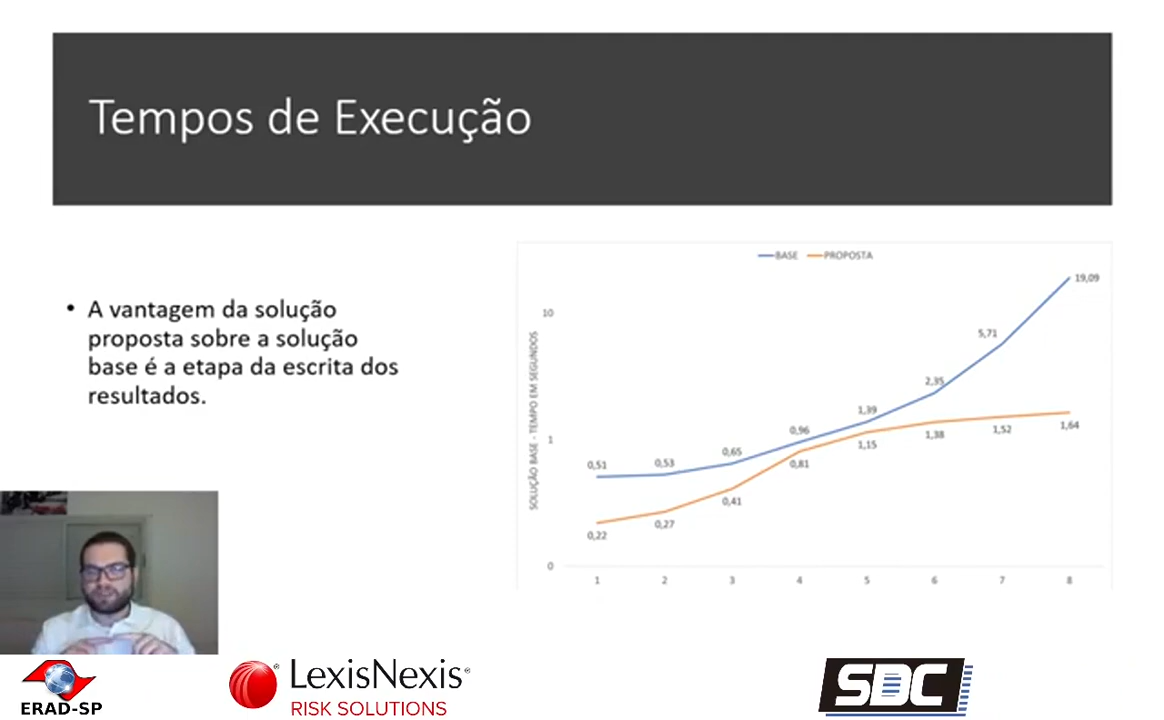 Tempos de Execução
• A vantagem da solução
proposta sobre a solução
base é a etapa da escrita dos
resultados.
BASE PROPOSTA
SOLUÇÃO BASE - TEMPO EM SEGUNDOS
10
1
0
19,09
5,71
2,35
1,39
0,96
0,65
0,53
0,51
0,22
0,27
0,41
0,81
1,15
1,38
1,52
1,64
1 2 3 4 5 6 7 8
ERAD-SP
LexisNexis®
RISK SOLUTIONS
SBC